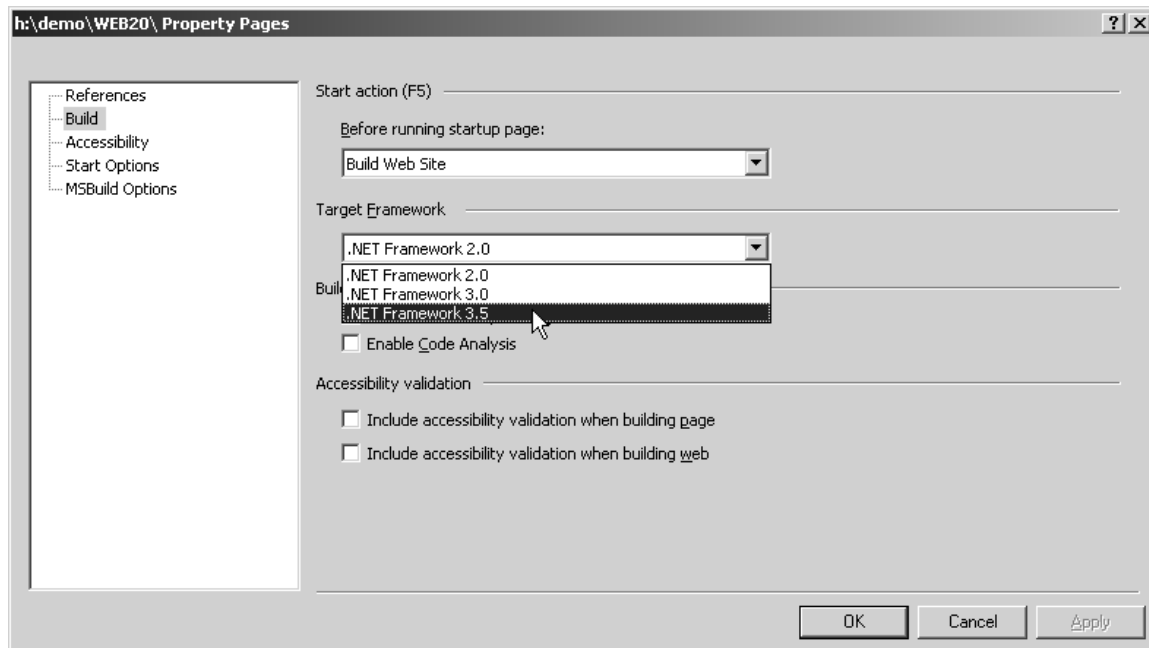 h:\demo\WEB20\ Property Pages
References
Build
Accessibility
Start Options
MSBuild Options
Start action (F5)
Before running startup page:
Build Web Site
Target Framework
.NET Framework 2.0
.NET Framework 2.0
.NET Framework 3.0
.NET Framework 3.5
Enable Code Analysis
Accessibility validation
Include accessibility validation when building page
Include accessibility validation when building web
OK Cancel Apply